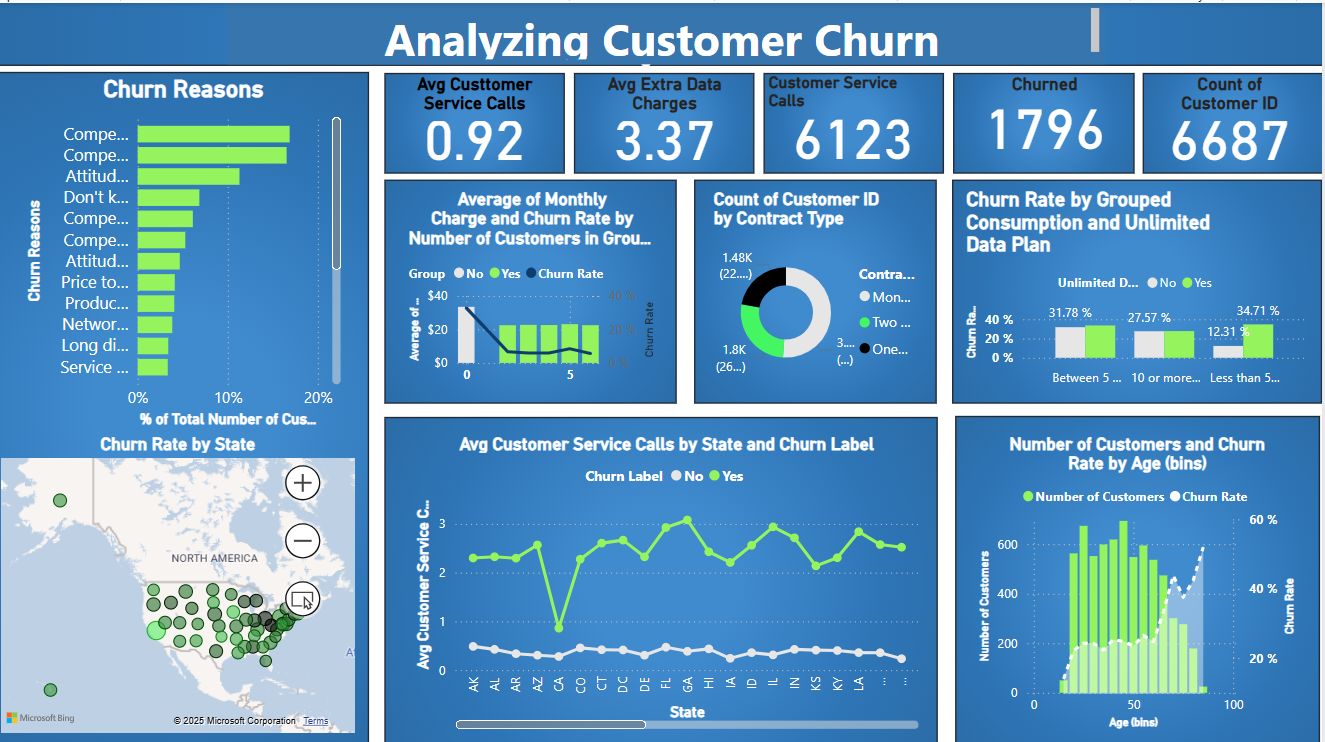 Analyzing Customer Churn
Churn Reasons
Compe...
Compe...
Attitud...
Don't k...
Compe...
Compe...
Attitud...
Price to...
Produc...
Networ...
Long di...
Service ...
Churn Reasons
0%
10%
20%
% of Total Number of Cus...
Churn Rate by State
NORTH AMERICA
Microsoft Bing
© 2025 Microsoft Corporation Terms
Avg Custtomer
Service Calls
0.92
Avg Extra Data
Charges
3.37
Customer Service
Calls
6123
Churned
1796
Count of
Customer ID
6687
Average of Monthly
Charge and Churn Rate by
Number of Customers in Grou...
Group No Yes Churn Rate
Average of ...
$40
$20
$0
40 %
20 %
0 %
Churn Rate
0
5
Count of Customer ID
by Contract Type
1.48K
(22....)
1.8K
(26...)
3....
(...)
Contra...
Mon...
Two ...
One...
Churn Rate by Grouped
Consumption and Unlimited
Data Plan
Unlimited D... No Yes
Churn Ra...
40 %
20 %
0 %
31.78 %
27.57 %
12.31 %
34.71 %
Between 5 ...
10 or more...
Less than 5...
Avg Customer Service Calls by State and Churn Label
Churn Label No Yes
Avg Customer Service C...
3
2
1
0
AK AL AR AZ CA CO CT DC DE FL GA HI IA ID IL IN KS KY LA ... ...
State
Number of Customers and Churn
Rate by Age (bins)
Number of Customers Churn Rate
Number of Customers
600
400
200
0
60 %
40 %
20 %
Churn Rate
0
50
100
Age (bins)